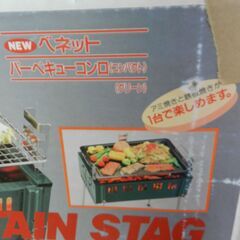 NEW ベネット
バーベキューコンロ(コンパクト)
(グリーン)
アミ焼きと鉄板焼きが
1台で楽しめます。
TAIN STAG